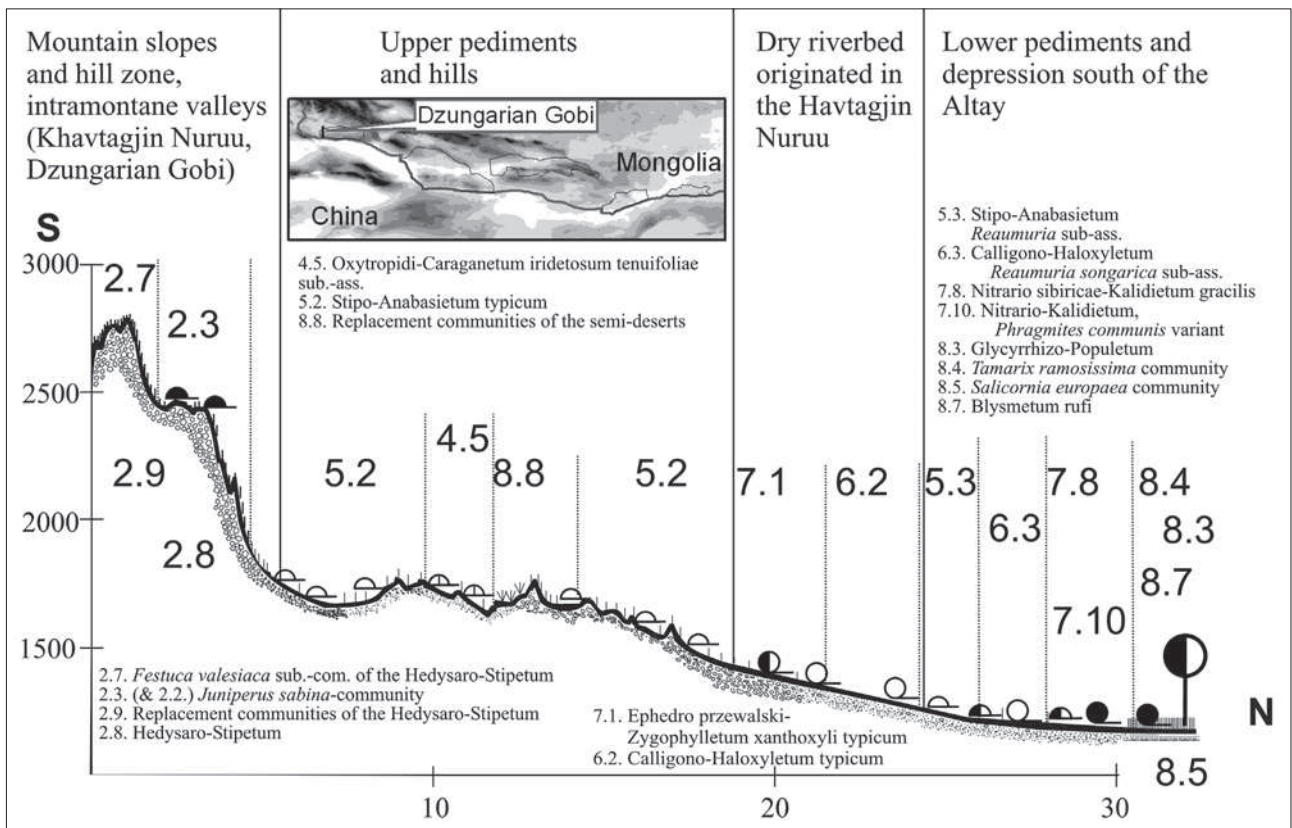 Mountain slopes
and hill zone,
intramontane valleys
(Khavtagjin Nuruu,
Dzungarian Gobi)
Upper pediments
and hills
Dry riverbed
originated in
the Havtagjin
Nuruu
Lower pediments and
depression south of the
Altay
Dzungarian Gobi
Mongolia
China
S
4.5. Oxytropidi-Caraganetum iridetosum tenuifoliae
sub.-ass.
5.2. Stipo-Anabasietum typicum
8.8. Replacement communities of the semi-deserts
5.3. Stipo-Anabasietum
Reaumuria sub-ass.
6.3. Calligono-Haloxyletum
Reaumuria songarica sub-ass.
7.8. Nitrario sibiricae-Kalidietum gracilis
7.10. Nitrario-Kalidietum,
Phragmites communis variant
8.3. Glycyrrhizo-Populetum
8.4. Tamarix ramosissima community
8.5. Salicornia europaea community
8.7. Blysmetum rufi
3000
2500
2000
1500
2.7
2.3
2.9
2.8
5.2
4.5
8.8
5.2
7.1
6.2
5.3
6.3
7.8
7.10
8.4
8.3
8.7
N
8.5
2.7. Festuca valesiaca sub.-com. of the Hedysaro-Stipetum
2.3. (& 2.2.) Juniperus sabina-community
2.9. Replacement communities of the Hedysaro-Stipetum
2.8. Hedysaro-Stipetum
7.1. Ephedro przewalski-
Zygophylletum xanthoxyli typicum
6.2. Calligono-Haloxyletum typicum
10
20
30